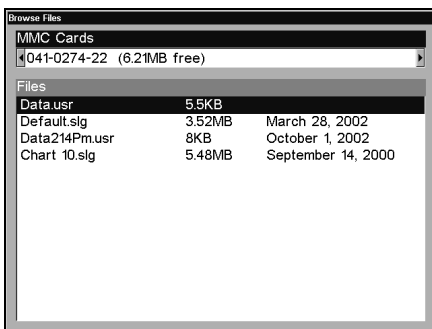 Browse Files
MMC Cards
041-0274-22 (6.21MB free)
Files
Data.usr 5.5KB
Default.slg 3.52MB March 28, 2002
Data214Pm.usr 8KB October 1, 2002
Chart 10.slg 5.48MB September 14, 2000